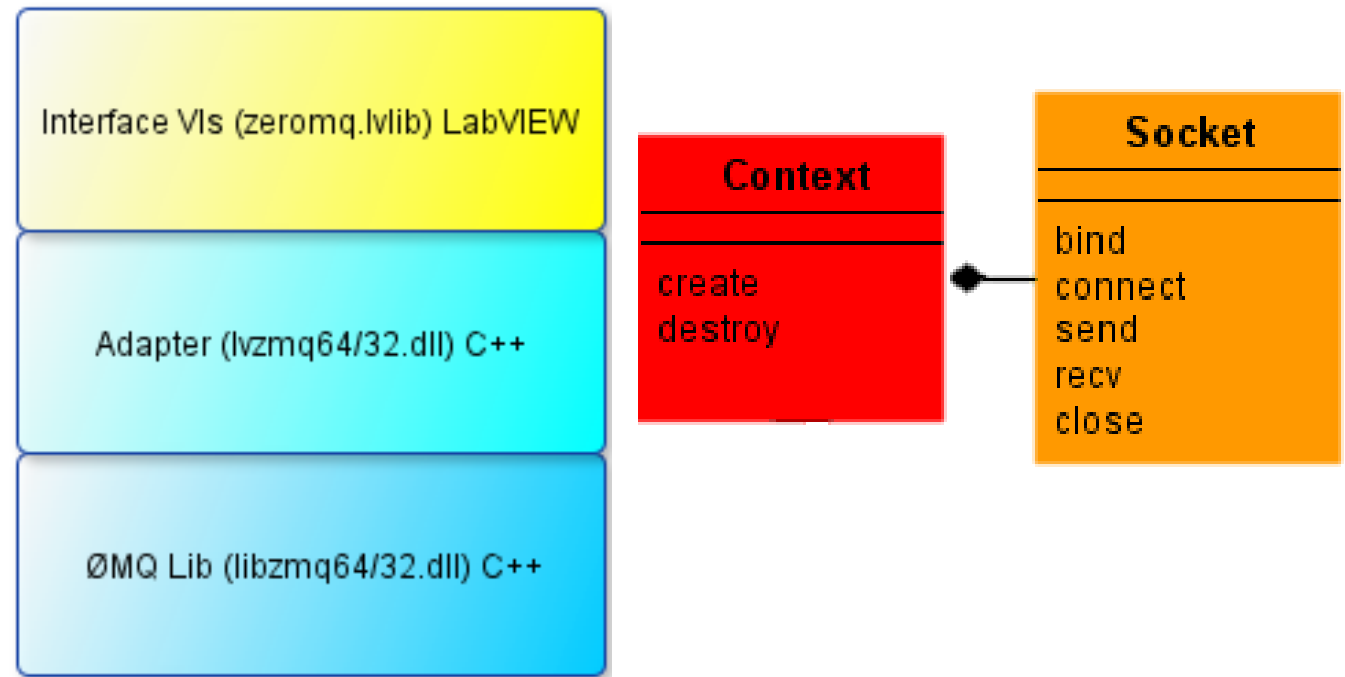 Interface VIs (zeromq.lvlib) LabVIEW
Adapter (lvzmq64/32.dll) C++
ØMQ Lib (libzmq64/32.dll) C++
Context
create
destroy
Socket
bind
connect
send
recv
close